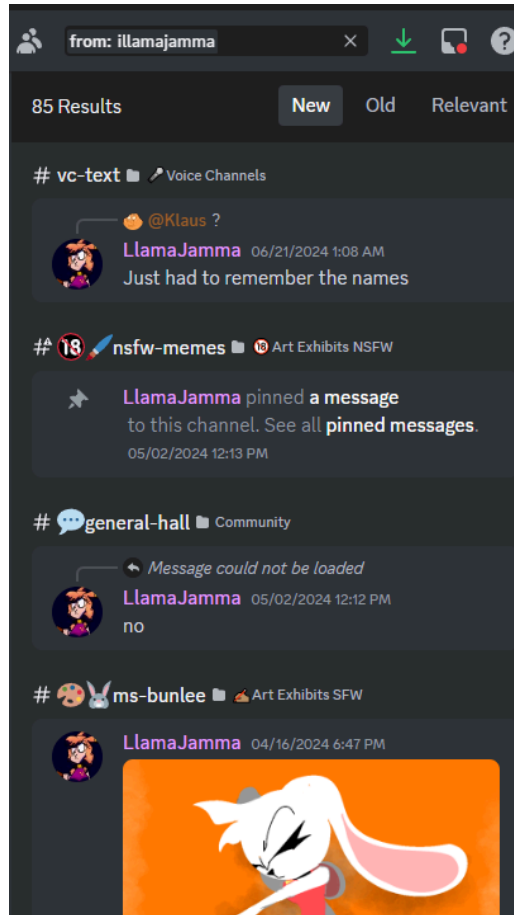 from: illamajamma
85 Results New Old Relevant
# vc-text Voice Channels
@Klaus ?
LlamaJamma 06/21/2024 1:08 AM
Just had to remember the names
# 18 nsfw-memes 18 Art Exhibits NSFW
LlamaJamma pinned a message
to this channel. See all pinned messages.
05/02/2024 12:13 PM
# general-hall Community
Message could not be loaded
LlamaJamma 05/02/2024 12:12 PM
no
# ms-bunlee Art Exhibits SFW
LlamaJamma 04/16/2024 6:47 PM